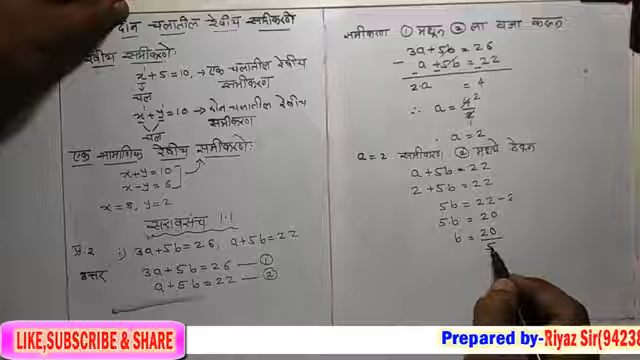 दोन चलातील रेषीय समीकरणे
रेषीय समीकरणे:
x + 5 = 10, → एक चलातील रेषीय
समीकरण
चल
x + y = 10 → दोन चलातील रेषीय
समीकरण
चल
एक सामायिक रेषीय समीकरणे:
x + y = 10
x - y = 6
x = 8, y = 2
सरावसंच 1.1
प्र. 2 i) 3a + 5b = 26, a + 5b = 22
उत्तर 3a + 5b = 26 — ①
a + 5b = 22 — ②
समीकरण ① मधून ② ला वजा करून
3a + 5b = 26
- a + 5b = 22
2a = 4
∴ a = 4/2
∴ a = 2
a = 2 समीकरण ② मध्ये ठेवून
a + 5b = 22
2 + 5b = 22
5b = 22 - 2
5b = 20
b = 20/5
LIKE,SUBSCRIBE & SHARE
Prepared by-Riyaz Sir(94238